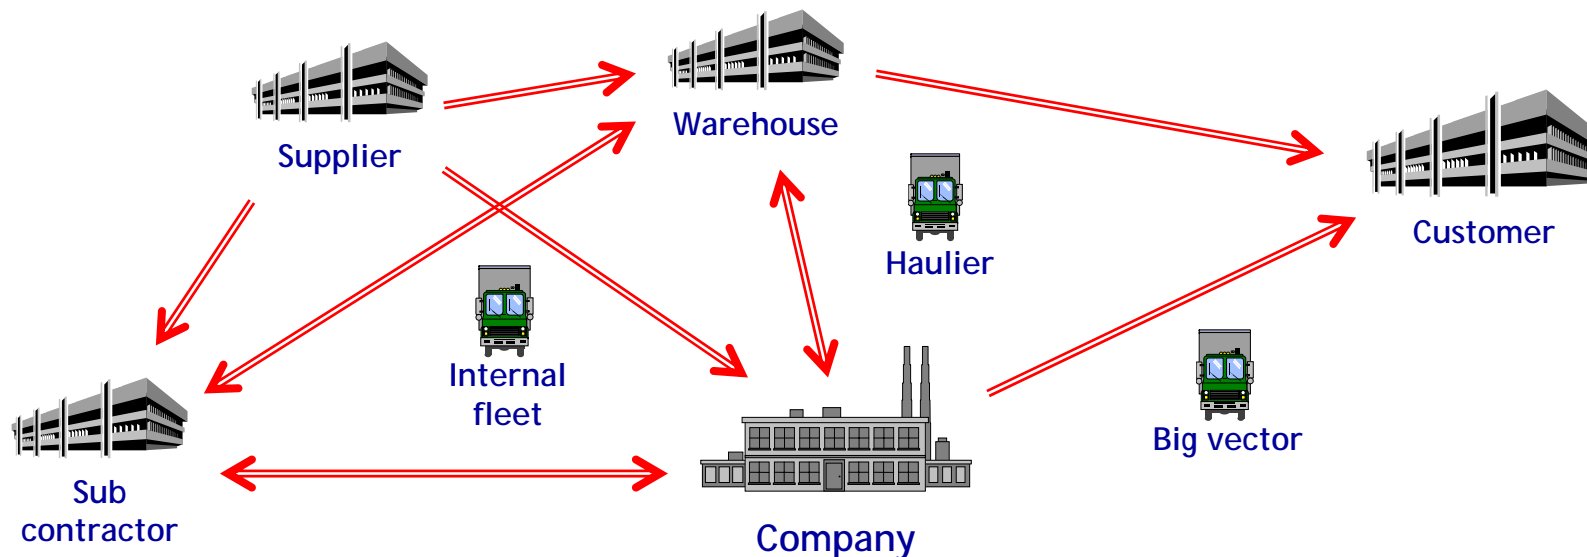 Warehouse
Supplier
Customer
Haulier
Internal
fleet
Big vector
Sub
contractor
Company